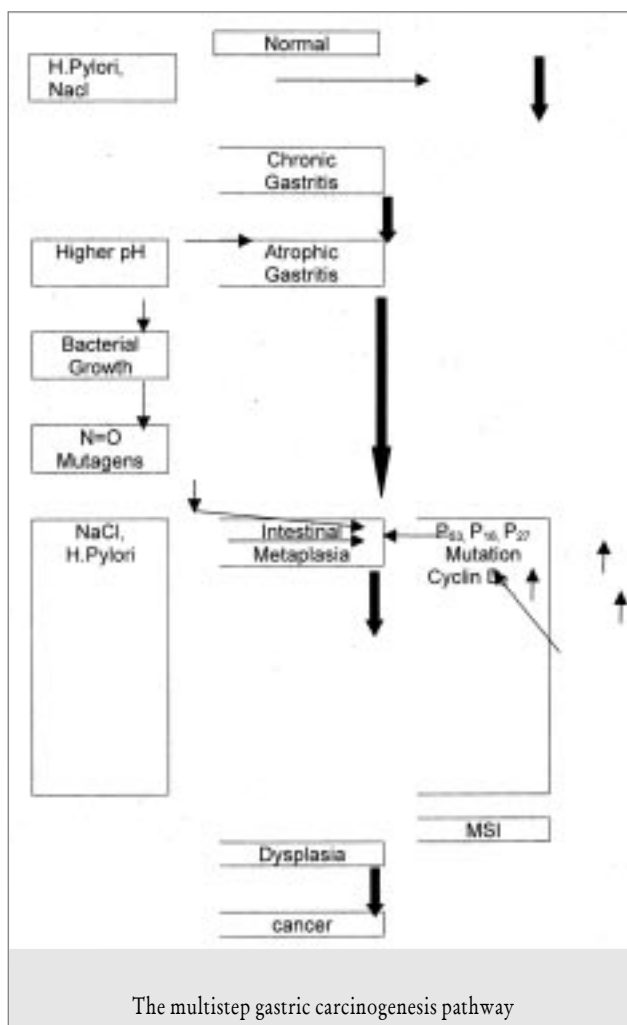 Normal
H.Pylori,
Nacl
Chronic
Gastritis
Higher pH
Atrophic
Gastritis
Bacterial
Growth
N=O
Mutagens
NaCl,
H.Pylori
Intestinal
Metaplasia
P53, P16, P27
Mutation
Cyclin
MSI
Dysplasia
cancer
The multistep gastric carcinogenesis pathway